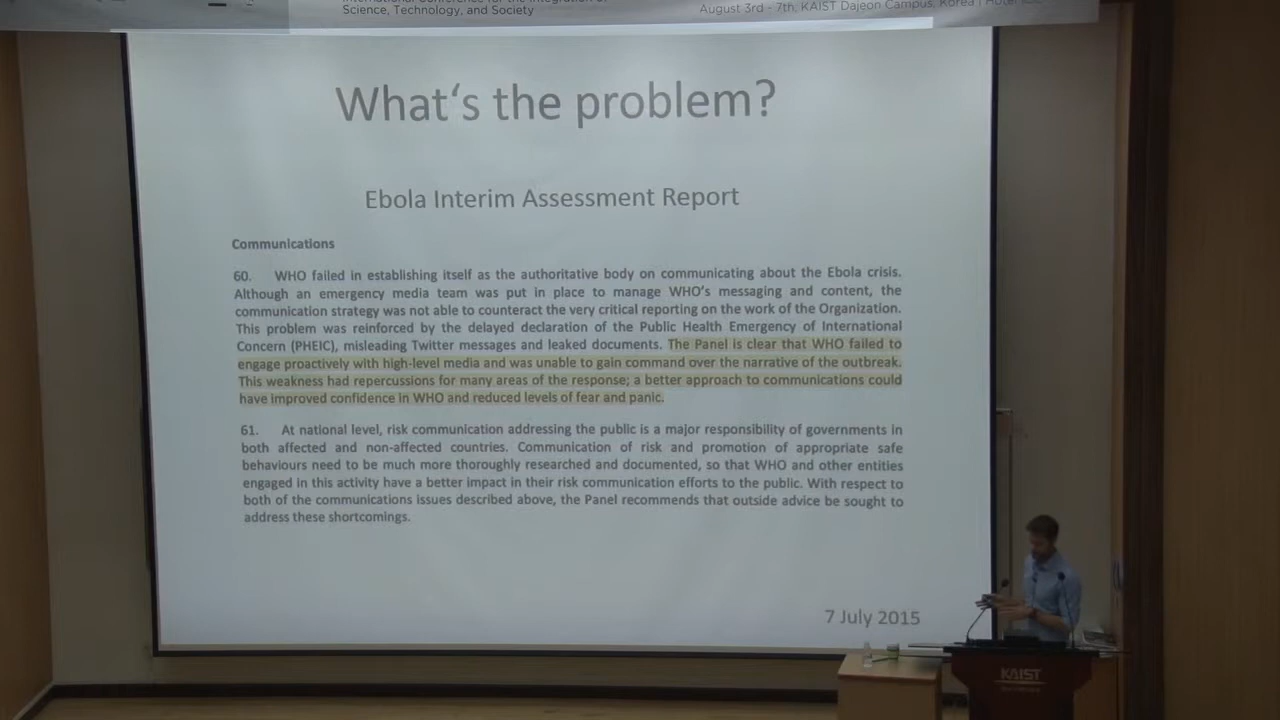 Science, Technology, and Society
August 3rd - 7th, KAIST Dajeon Campus, Korea |
What‘s the problem?
Ebola Interim Assessment Report
Communications
60. WHO failed in establishing itself as the authoritative body on communicating about the Ebola crisis.
Although an emergency media team was put in place to manage WHO's messaging and content, the
communication strategy was not able to counteract the very critical reporting on the work of the Organization.
This problem was reinforced by the delayed declaration of the Public Health Emergency of International
Concern (PHEIC), misleading Twitter messages and leaked documents. The Panel is clear that WHO failed to
engage proactively with high-level media and was unable to gain command over the narrative of the outbreak.
This weakness had repercussions for many areas of the response; a better approach to communications could
have improved confidence in WHO and reduced levels of fear and panic.
61. At national level, risk communication addressing the public is a major responsibility of governments in
both affected and non-affected countries. Communication of risk and promotion of appropriate safe
behaviours need to be much more thoroughly researched and documented, so that WHO and other entities
engaged in this activity have a better impact in their risk communication efforts to the public. With respect to
both of the communications issues described above, the Panel recommends that outside advice be sought to
address these shortcomings.
7 July 2015
KAIST